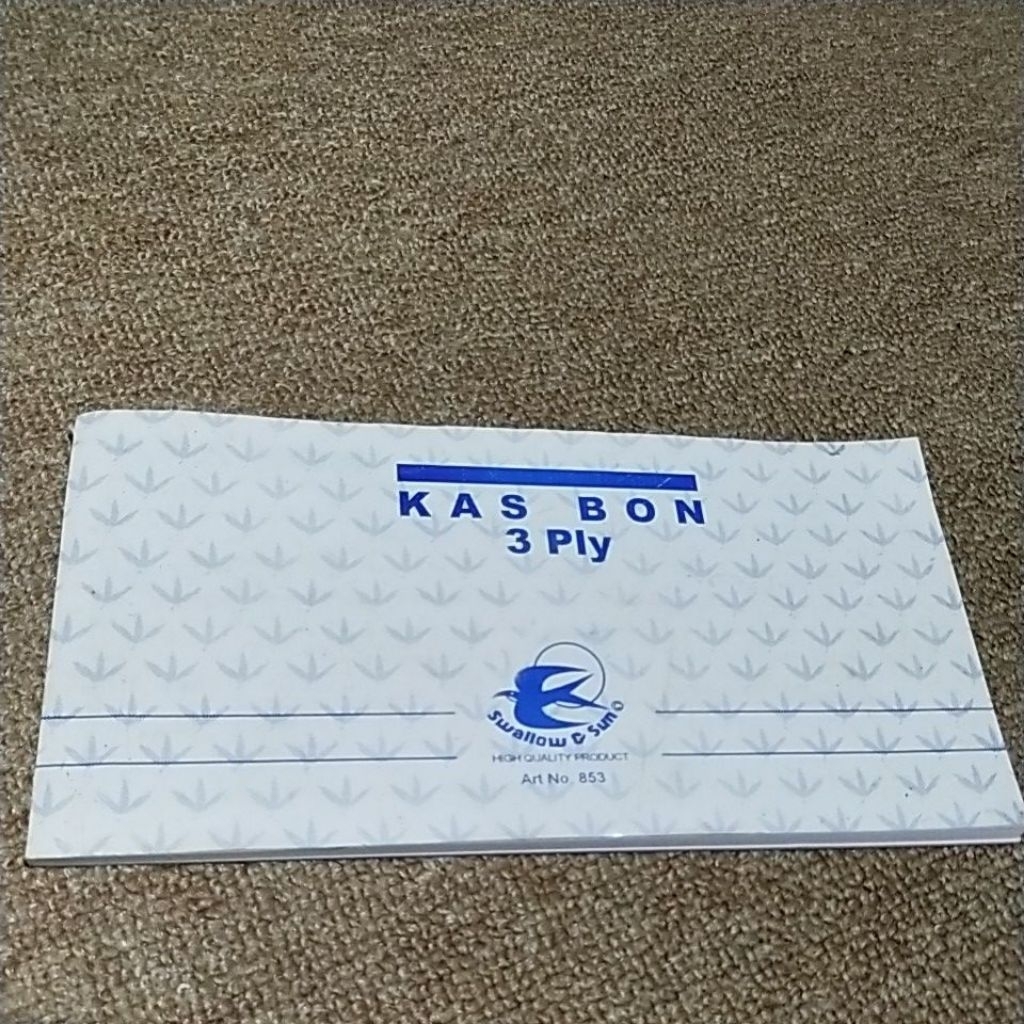 KAS BON
3 Ply
Swallow & Sun ©
HIGH QUALITY PRODUCT
Art No. 853